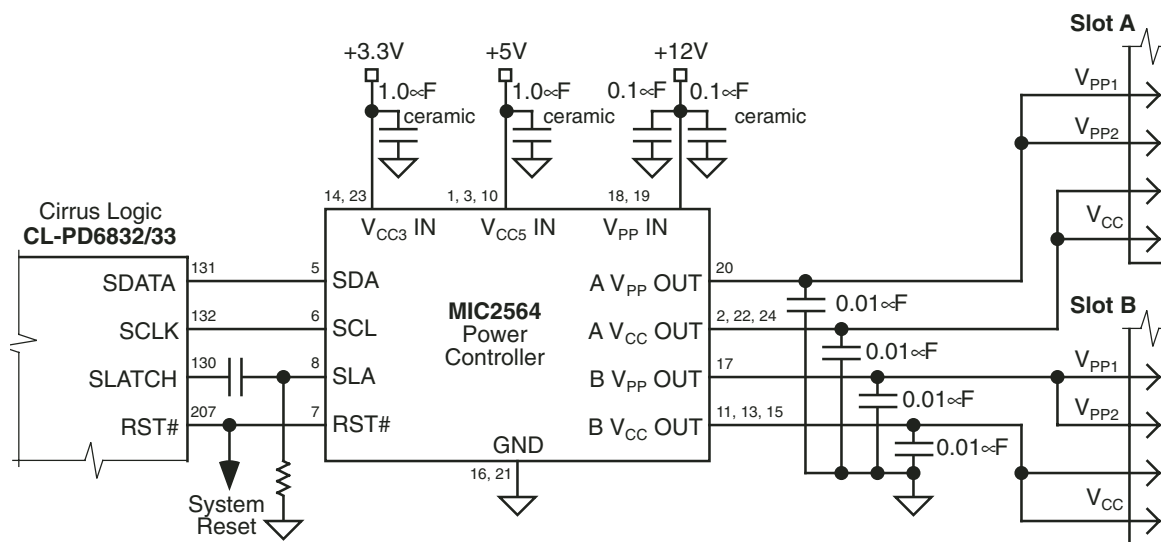 Slot A
+3.3V
+5V
+12V
1.0∝F
ceramic
1.0∝F
ceramic
0.1∝F
0.1∝F
ceramic
VPP1
VPP2
VCC
14, 23
1, 3, 10
18, 19
VCC3 IN
VCC5 IN
VPP IN
Cirrus Logic
CL-PD6832/33
SDATA
131
5
SDA
SCLK
132
6
SCL
SLATCH
130
8
SLA
RST#
207
7
RST#
MIC2564
Power
Controller
A VPP OUT
20
A VCC OUT
2, 22, 24
B VPP OUT
17
B VCC OUT
11, 13, 15
GND
16, 21
0.01∝F
0.01∝F
0.01∝F
0.01∝F
System
Reset
Slot B
VPP1
VPP2
VCC